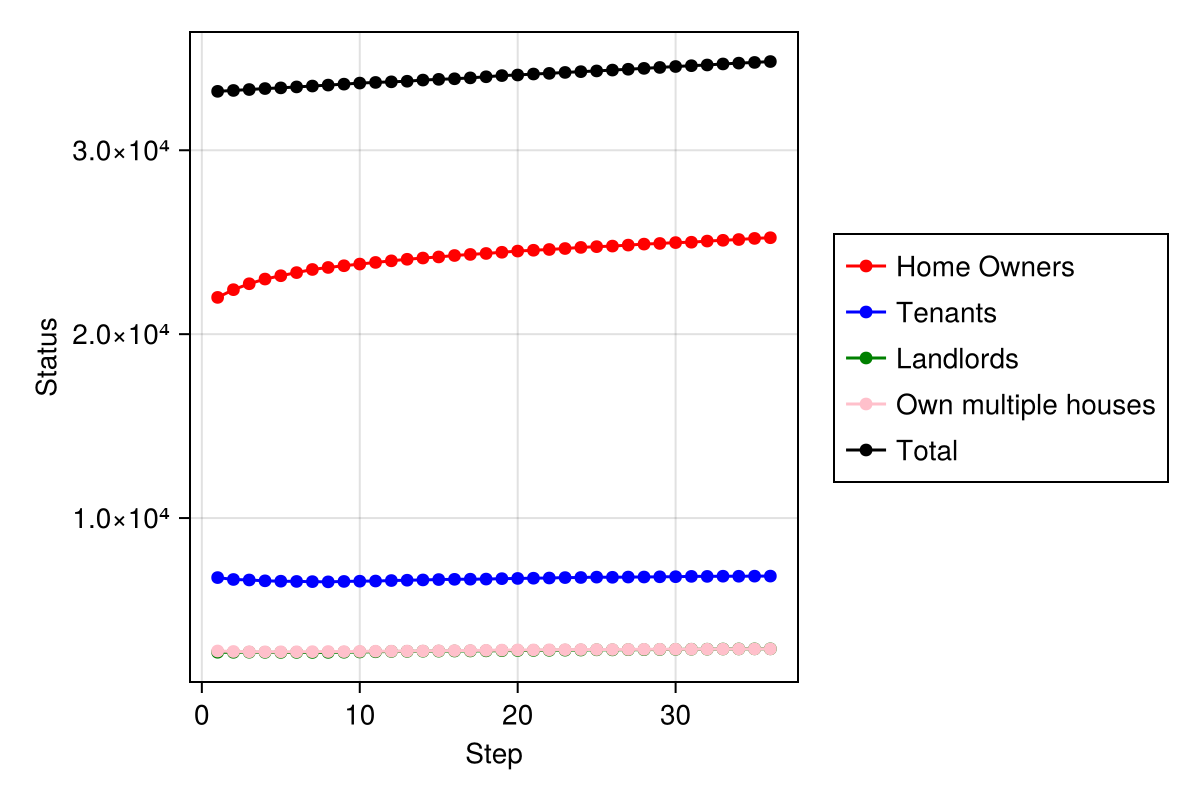 3.0×10⁴
2.0×10⁴
1.0×10⁴
Status
0 10 20 30
Step
Home Owners
Tenants
Landlords
Own multiple houses
Total